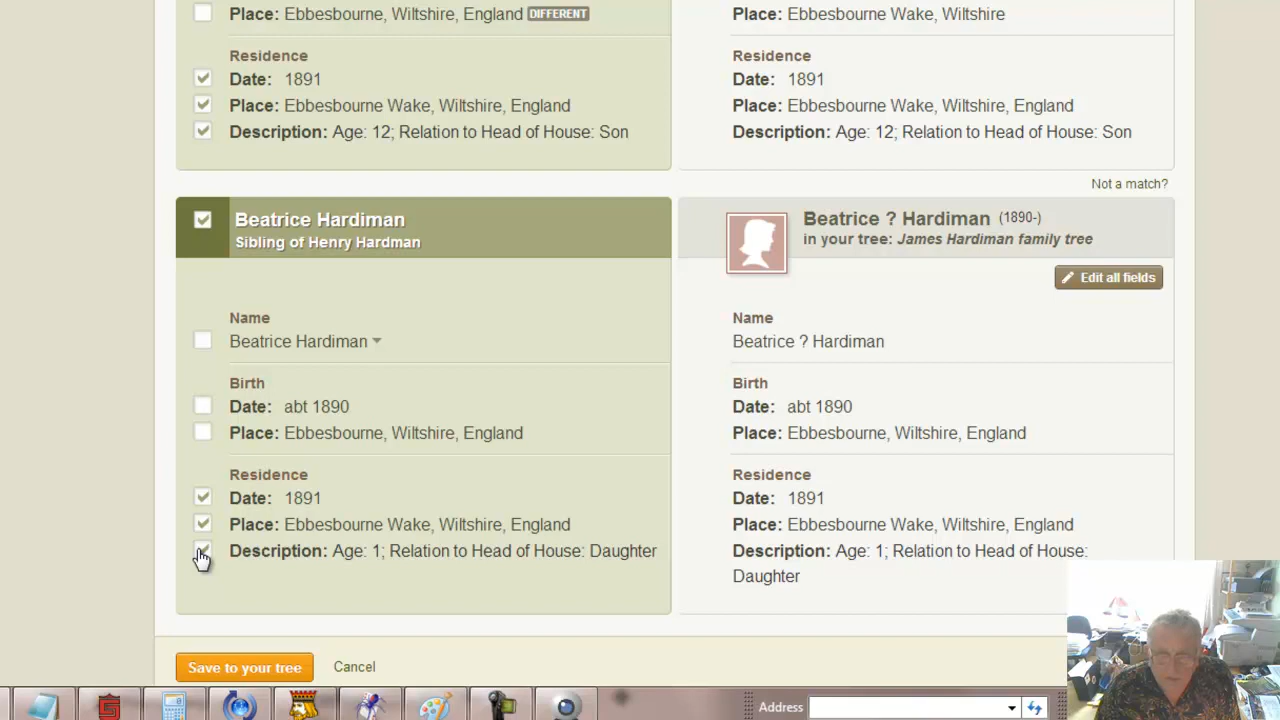 Place: Ebbesbourne, Wiltshire, England DIFFERENT
Residence
Date: 1891
Place: Ebbesbourne Wake, Wiltshire, England
Description: Age: 12; Relation to Head of House: Son
Place: Ebbesbourne Wake, Wiltshire
Residence
Date: 1891
Place: Ebbesbourne Wake, Wiltshire, England
Description: Age: 12; Relation to Head of House: Son
Not a match?
Beatrice Hardiman
Sibling of Henry Hardman
Name
Beatrice Hardiman
Birth
Date: abt 1890
Place: Ebbesbourne, Wiltshire, England
Residence
Date: 1891
Place: Ebbesbourne Wake, Wiltshire, England
Description: Age: 1; Relation to Head of House: Daughter
Beatrice ? Hardiman (1890-)
in your tree: James Hardiman family tree
Edit all fields
Name
Beatrice ? Hardiman
Birth
Date: abt 1890
Place: Ebbesbourne, Wiltshire, England
Residence
Date: 1891
Place: Ebbesbourne Wake, Wiltshire, England
Description: Age: 1; Relation to Head of House:
Daughter
Save to your tree Cancel
Address